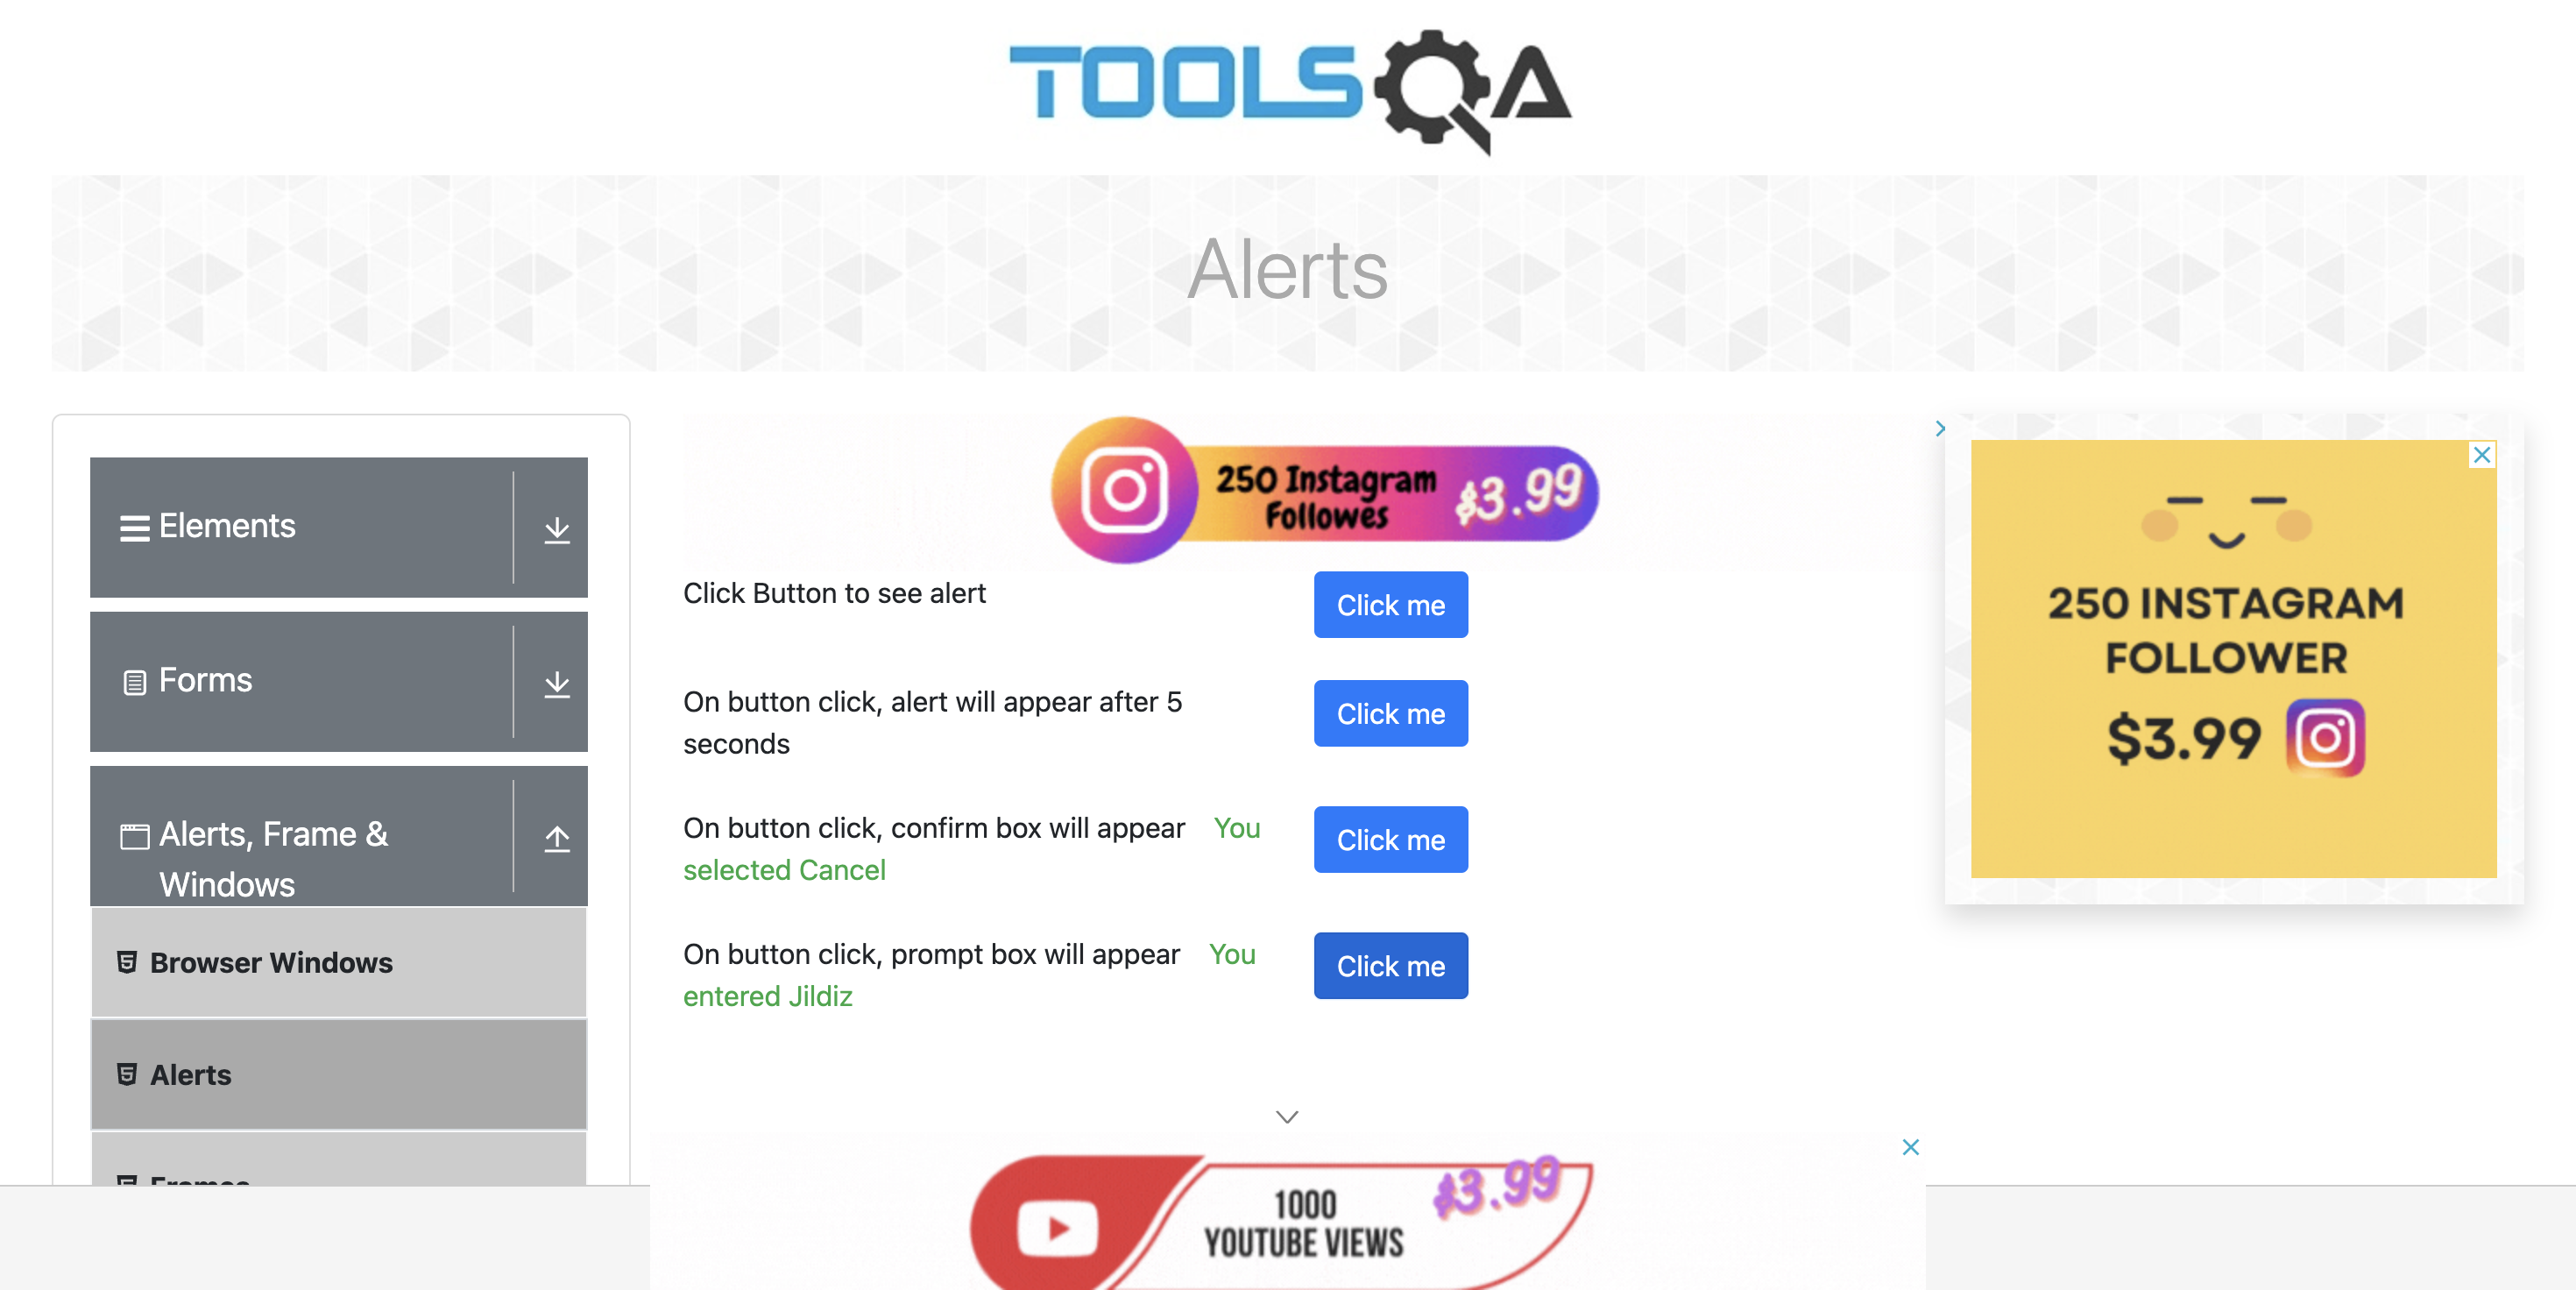 TOOLSQA
Alerts
Elements
Forms
Alerts, Frame &
Windows
Browser Windows
Alerts
Frames
250 Instagram
Followes
$3.99
Click Button to see alert
Click me
On button click, alert will appear after 5
seconds
Click me
On button click, confirm box will appear You
selected Cancel
Click me
On button click, prompt box will appear You
entered Jildiz
Click me
250 INSTAGRAM
FOLLOWER
$3.99
1000
YOUTUBE VIEWS
$3.99